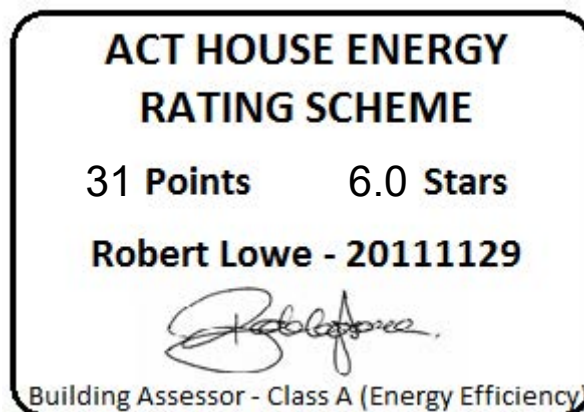 ACT HOUSE ENERGY
RATING SCHEME
31 Points 6.0 Stars
Robert Lowe - 20111129
Building Assessor - Class A (Energy Efficiency)